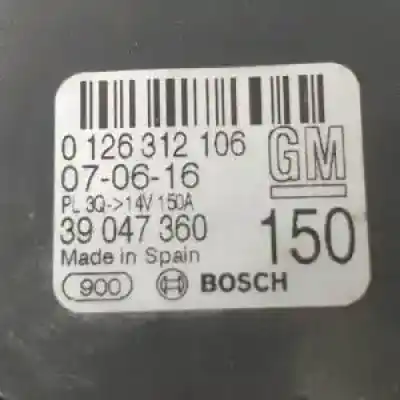 0 126 312 106
GM
07-06-16
PL 3Q->14V 150A
39 047 360
150
Made in Spain
900
BOSCH